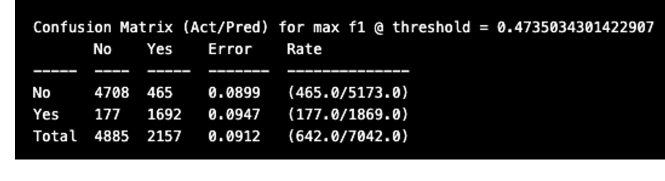 Confusion Matrix (Act/Pred) for max f1 @ threshold = 0.4735034301422907
No Yes Error Rate
----- ---- ----- ------- --------------
No 4708 465 0.0899 (465.0/5173.0)
Yes 177 1692 0.0947 (177.0/1869.0)
Total 4885 2157 0.0912 (642.0/7042.0)